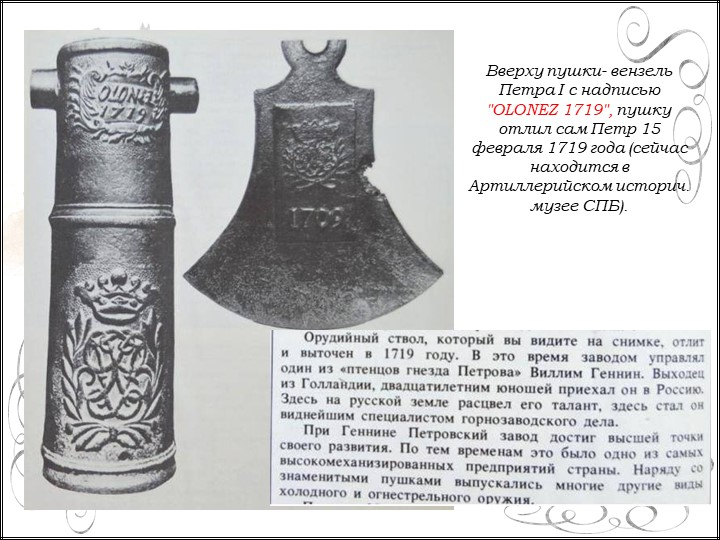 OLONEZ
1719
1709
Вверху пушки- вензель
Петра I с надписью
"OLONEZ 1719", пушку
отлил сам Петр 15
февраля 1719 года (сейчас
находится в
Артиллерийском историч.
музее СПБ).
Орудийный ствол, который вы видите на снимке, отлит
и выточен в 1719 году. В это время заводом управлял
один из «птенцов гнезда Петрова» Виллим Геннин. Выходец
из Голландии, двадцатилетним юношей приехал он в Россию.
Здесь на русской земле расцвел его талант, здесь стал он
виднейшим специалистом горнозаводского дела.
При Геннине Петровский завод достиг высшей точки
своего развития. По тем временам это было одно из самых
высокомеханизированных предприятий страны. Наряду со
знаменитыми пушками выпускались многие другие виды
холодного и огнестрельного оружия.